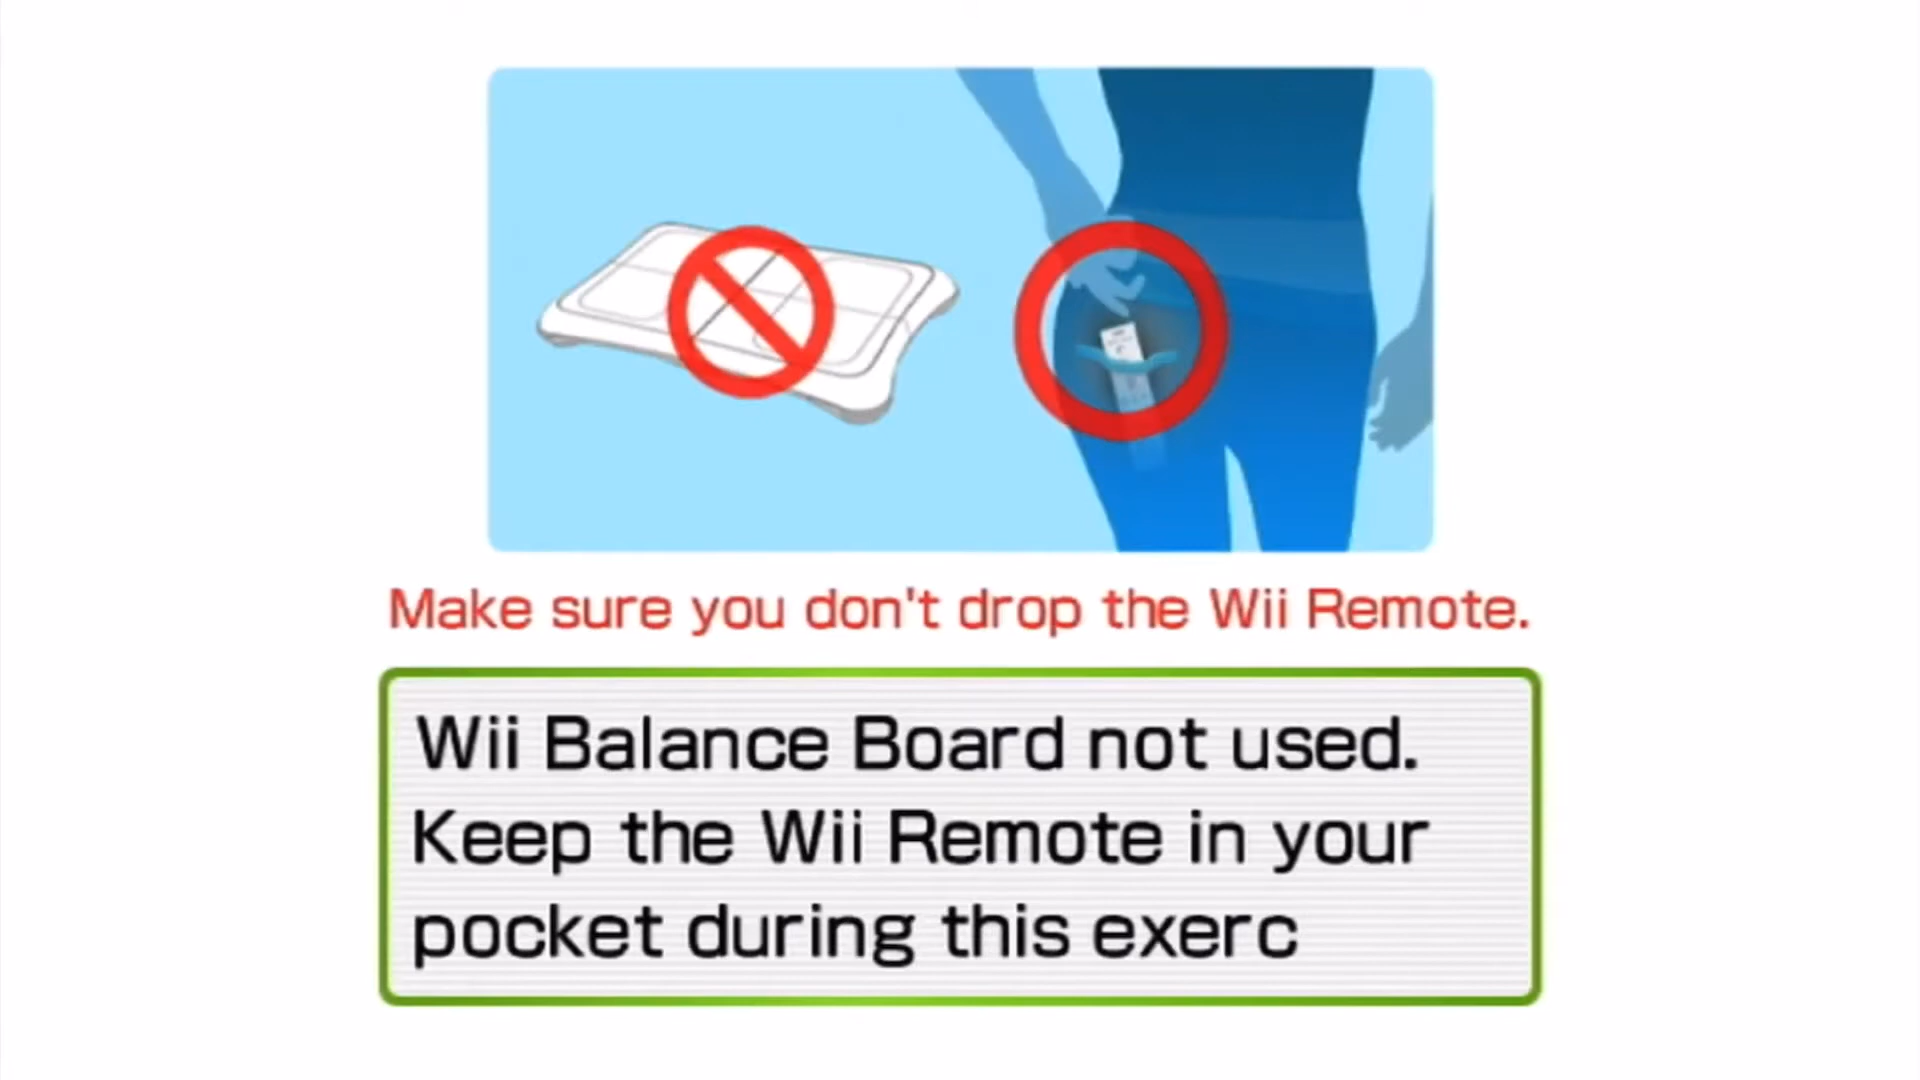 Make sure you don't drop the Wii Remote.
Wii Balance Board not used.
Keep the Wii Remote in your
pocket during this exerc